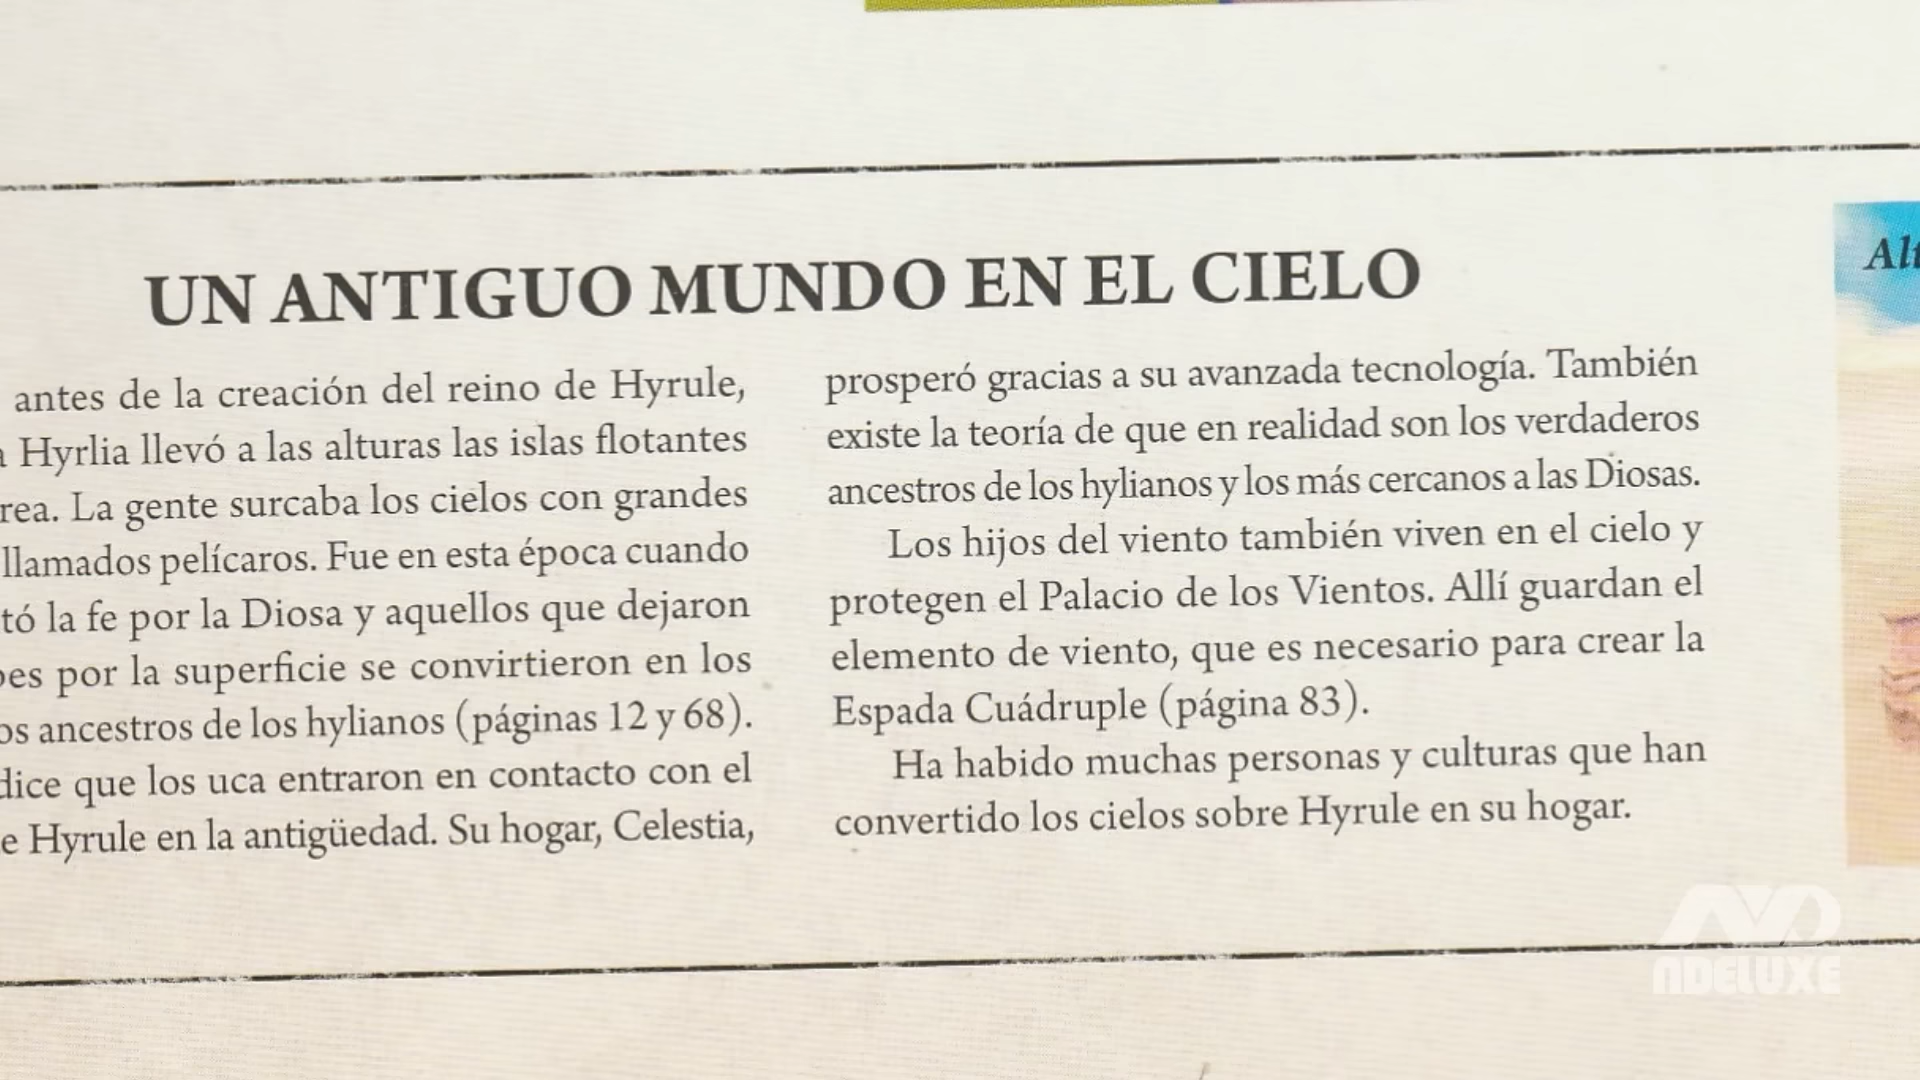 UN ANTIGUO MUNDO EN EL CIELO
antes de la creación del reino de Hyrule,
Hyrlia llevó a las alturas las islas flotantes
La gente surcaba los cielos con grandes
llamados pelícaros. Fue en esta época cuando
la fe por la Diosa y aquellos que dejaron
por la superficie se convirtieron en los
ancestros de los hylianos (páginas 12 y 68).
que los uca entraron en contacto con el
Hyrule en la antigüedad. Su hogar, Celestia,
prosperó gracias a su avanzada tecnología. También
existe la teoría de que en realidad son los verdaderos
ancestros de los hylianos y los más cercanos a las Diosas.
Los hijos del viento también viven en el cielo y
protegen el Palacio de los Vientos. Allí guardan el
elemento de viento, que es necesario para crear la
Espada Cuádruple (página 83).
Ha habido muchas personas y culturas que han
convertido los cielos sobre Hyrule en su hogar.
NDELUXE